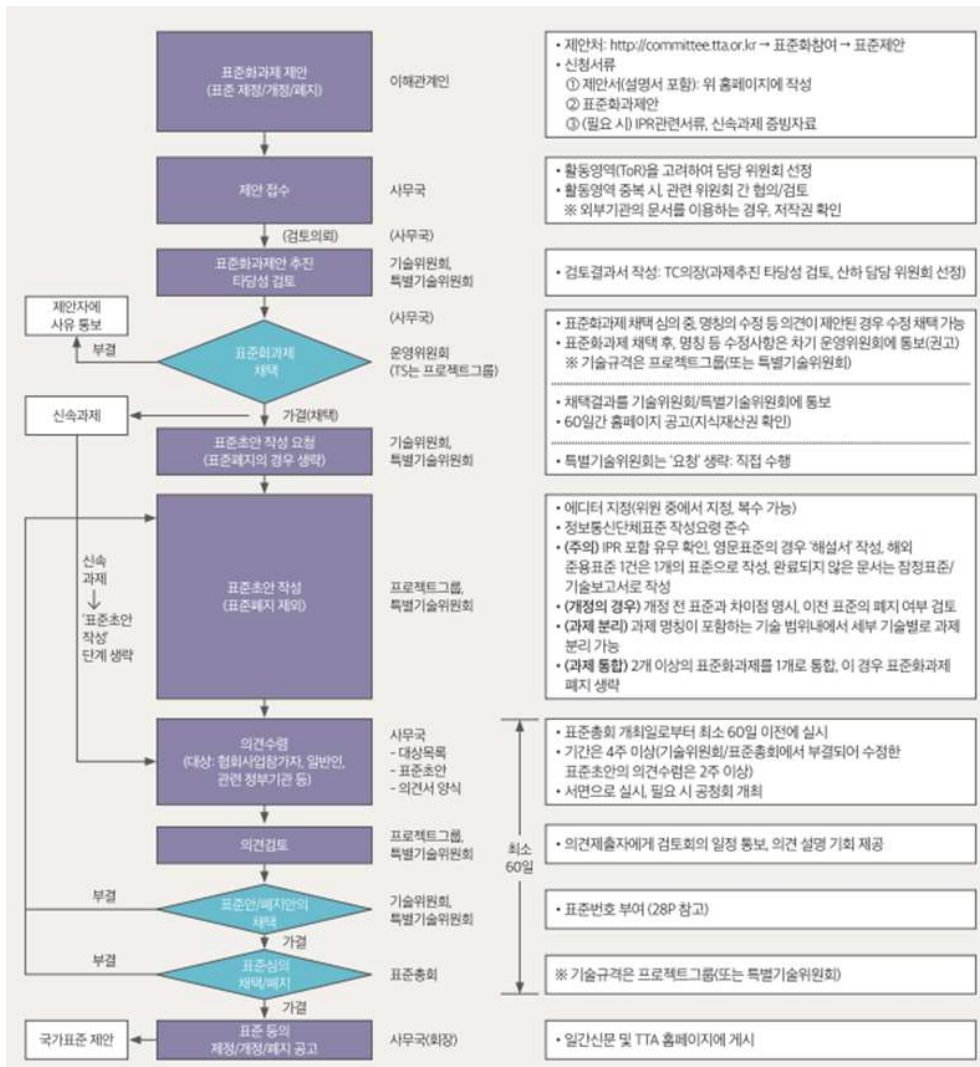 표준화과제 제안
(표준 제정/개정/폐지)
이해관계인
• 제안처: http://committee.tta.or.kr → 표준화참여 → 표준제안
• 신청서류
① 제안서(설명서 포함): 위 홈페이지에 작성
② 표준화과제안
③ (필요 시) IPR관련서류, 신속과제 증빙자료
제안 접수
사무국
• 활동영역(ToR)을 고려하여 담당 위원회 선정
• 활동영역 중복 시, 관련 위원회 간 협의/검토
※ 외부기관의 문서를 이용하는 경우, 저작권 확인
(검토의뢰)
(사무국)
표준화과제안 추진
타당성 검토
기술위원회,
특별기술위원회
• 검토결과서 작성: TC의장(과제추진 타당성 검토, 산하 담당 위원회 선정)
제안자에
사유 통보
부결
(사무국)
표준화과제
채택
운영위원회
(TS는 프로젝트그룹)
• 표준화과제 채택 심의 중, 명칭의 수정 등 의견이 제안된 경우 수정 채택 가능
• 표준화과제 채택 후, 명칭 등 수정사항은 차기 운영위원회에 통보(권고)
※ 기술규격은 프로젝트그룹(또는 특별기술위원회)
신속과제
가결(채택)
• 채택결과를 기술위원회/특별기술위원회에 통보
• 60일간 홈페이지 공고(지식재산권 확인)
표준초안 작성 요청
(표준폐지의 경우 생략)
기술위원회,
특별기술위원회
• 특별기술위원회는 '요청' 생략: 직접 수행
신속
과제
'표준초안
작성'
단계 생략
표준초안 작성
(표준폐지 제외)
프로젝트그룹,
특별기술위원회
• 에디터 지정(위원 중에서 지정, 복수 가능)
• 정보통신단체표준 작성요령 준수
• (주의) IPR 포함 유무 확인, 영문표준의 경우 '해설서' 작성, 해외
준용표준 1건은 1개의 표준으로 작성, 완료되지 않은 문서는 잠정표준/
기술보고서로 작성
• (개정의 경우) 개정 전 표준과 차이점 명시, 이전 표준의 폐지 여부 검토
• (과제 분리) 과제 명칭이 포함하는 기술 범위내에서 세부 기술별로 과제
분리 가능
• (과제 통합) 2개 이상의 표준화과제를 1개로 통합, 이 경우 표준화과제
폐지 생략
의견수렴
(대상: 협회사업참가자, 일반인,
관련 정부기관 등)
사무국
- 대상목록
- 표준초안
- 의견서 양식
• 표준총회 개최일로부터 최소 60일 이전에 실시
• 기간은 4주 이상(기술위원회/표준총회에서 부결되어 수정한
표준초안의 의견수렴은 2주 이상)
• 서면으로 실시, 필요 시 공청회 개최
최소
60일
의견검토
프로젝트그룹,
특별기술위원회
• 의견제출자에게 검토회의 일정 통보, 의견 설명 기회 제공
부결
표준안/폐지안의
채택
기술위원회,
특별기술위원회
• 표준번호 부여 (28P 참고)
가결
부결
표준심의
채택/폐지
표준총회
※ 기술규격은 프로젝트그룹(또는 특별기술위원회)
가결
국가표준 제안
표준 등의
제정/개정/폐지 공고
사무국(회장)
• 일간신문 및 TTA 홈페이지에 게시